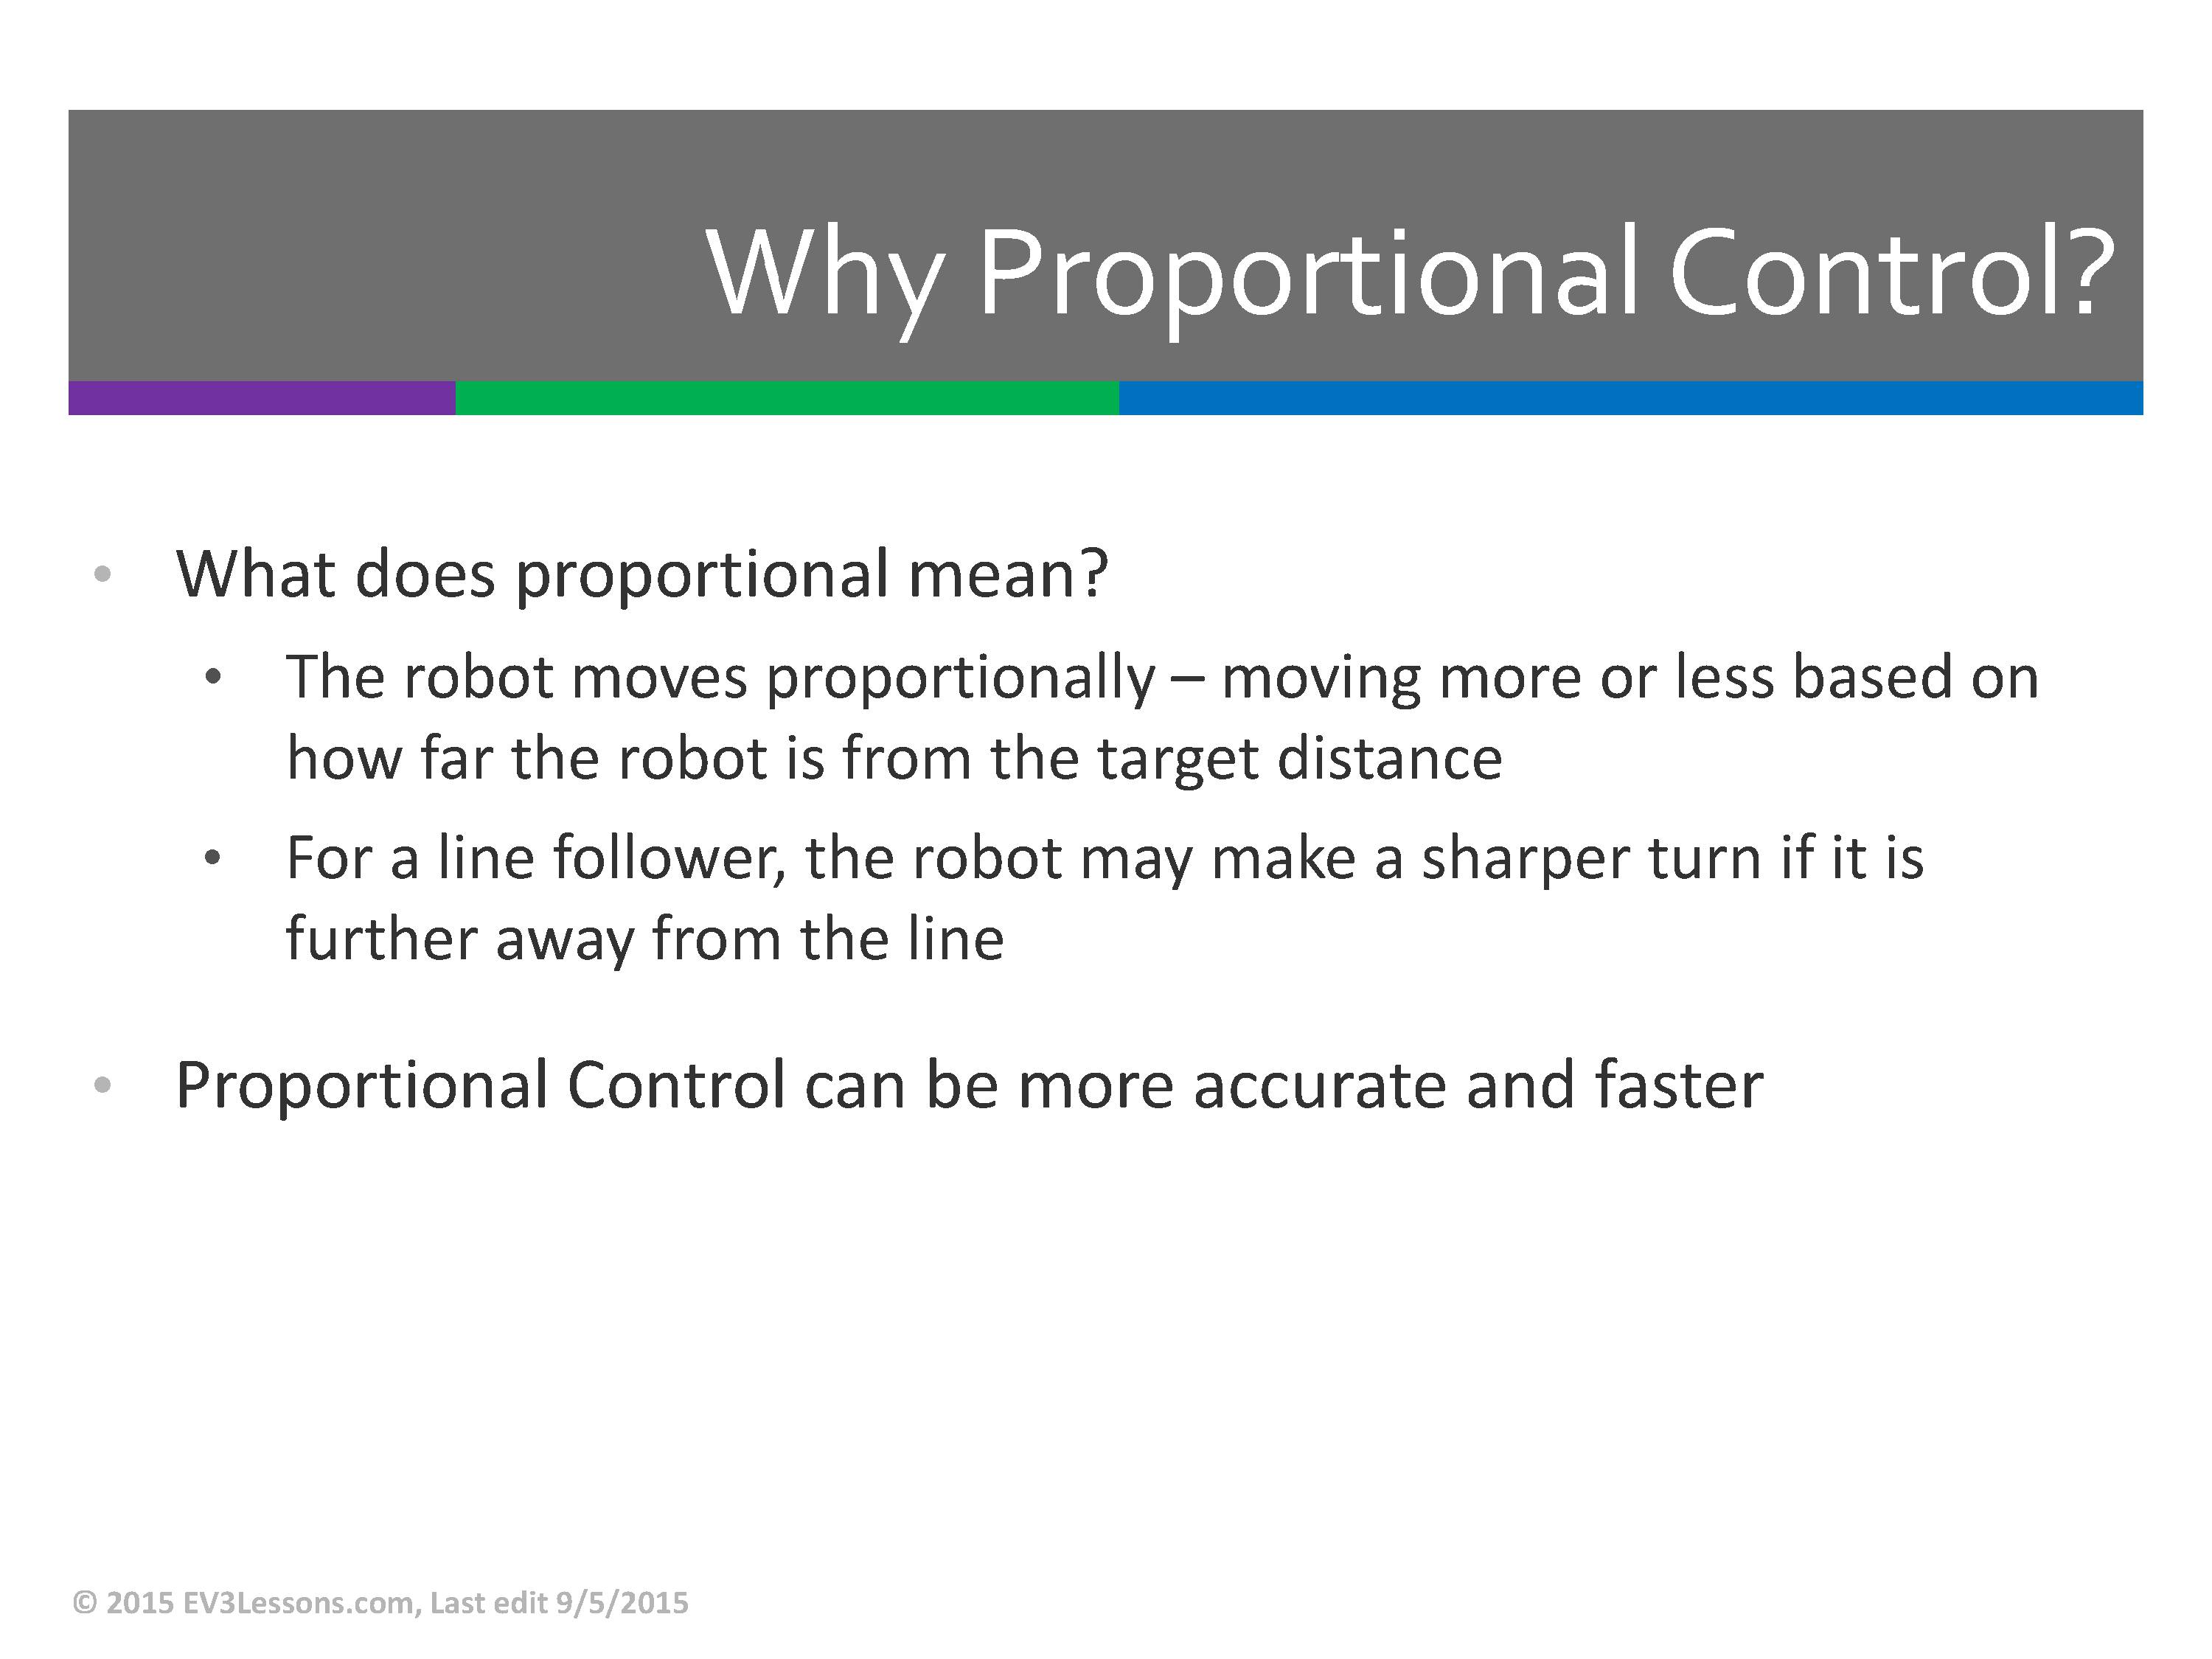 Why Proportional Control?
• What does proportional mean?
• The robot moves proportionally – moving more or less based on
how far the robot is from the target distance
• For a line follower, the robot may make a sharper turn if it is
further away from the line
• Proportional Control can be more accurate and faster
© 2015 EV3Lessons.com, Last edit 9/5/2015